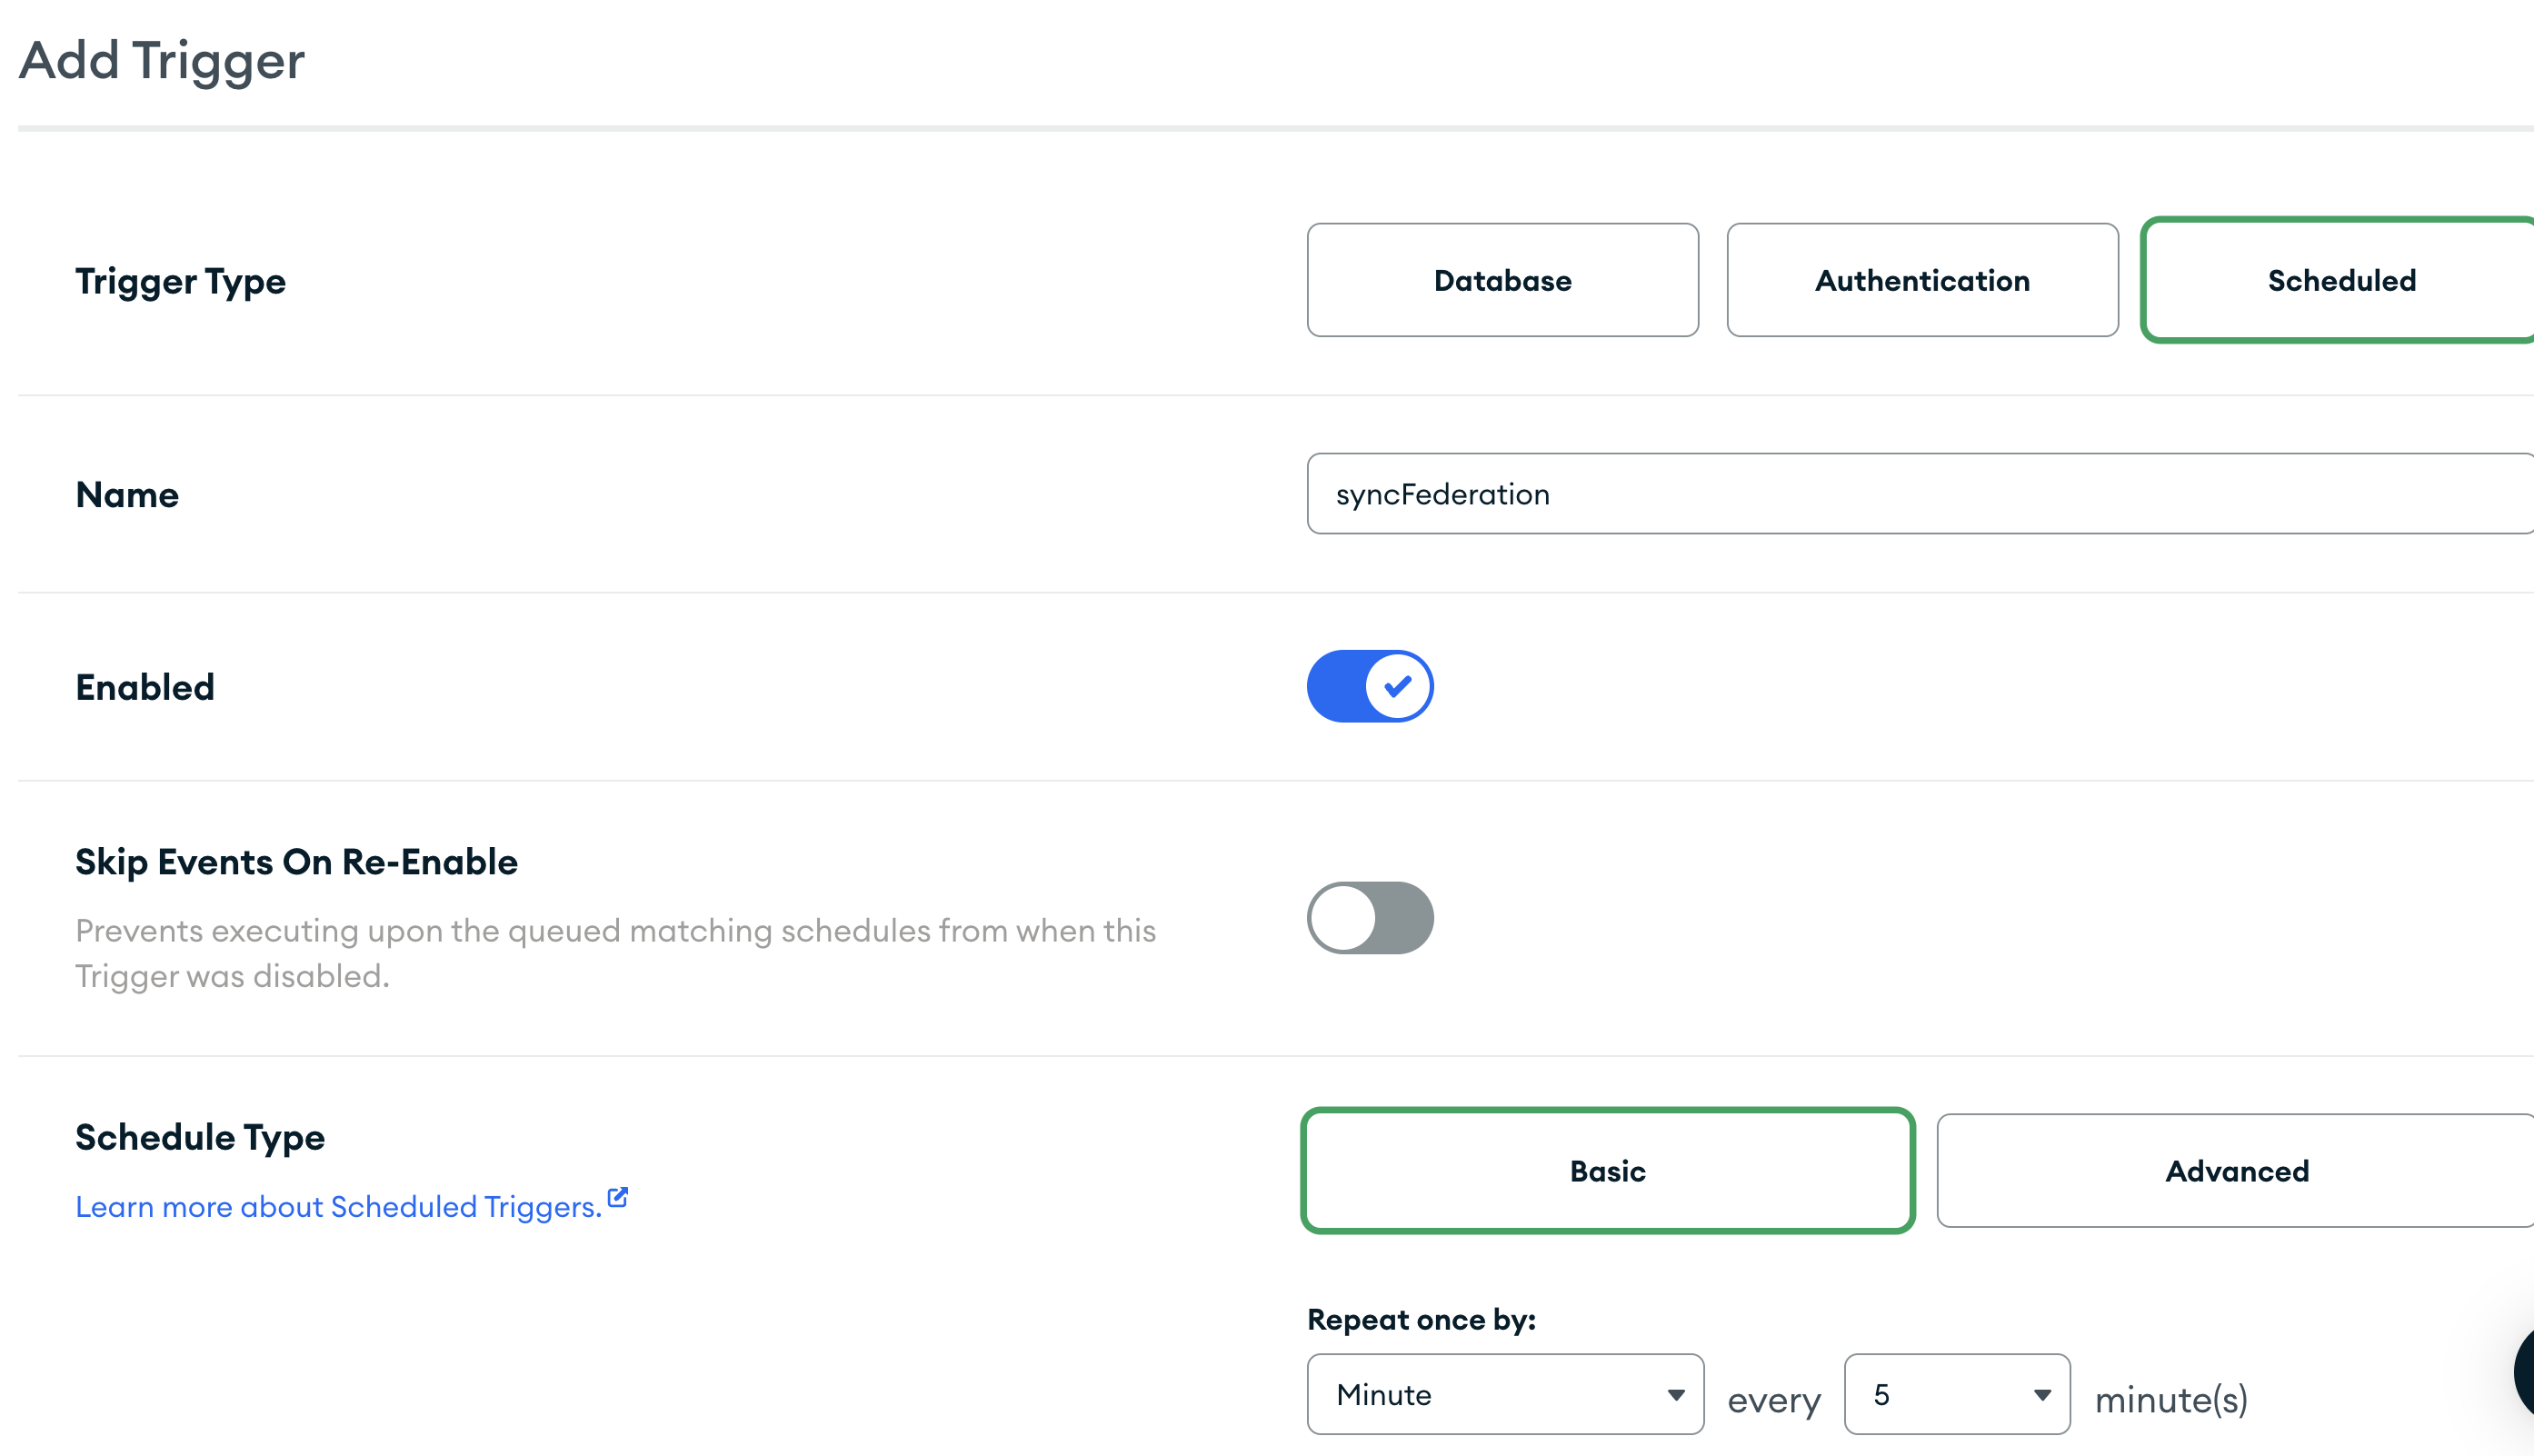 Add Trigger
Trigger Type
Database
Authentication
Scheduled
Name
syncFederation
Enabled
Skip Events On Re-Enable
Prevents executing upon the queued matching schedules from when this
Trigger was disabled.
Schedule Type
Learn more about Scheduled Triggers.
Basic
Advanced
Repeat once by:
Minute
every
5
minute(s)